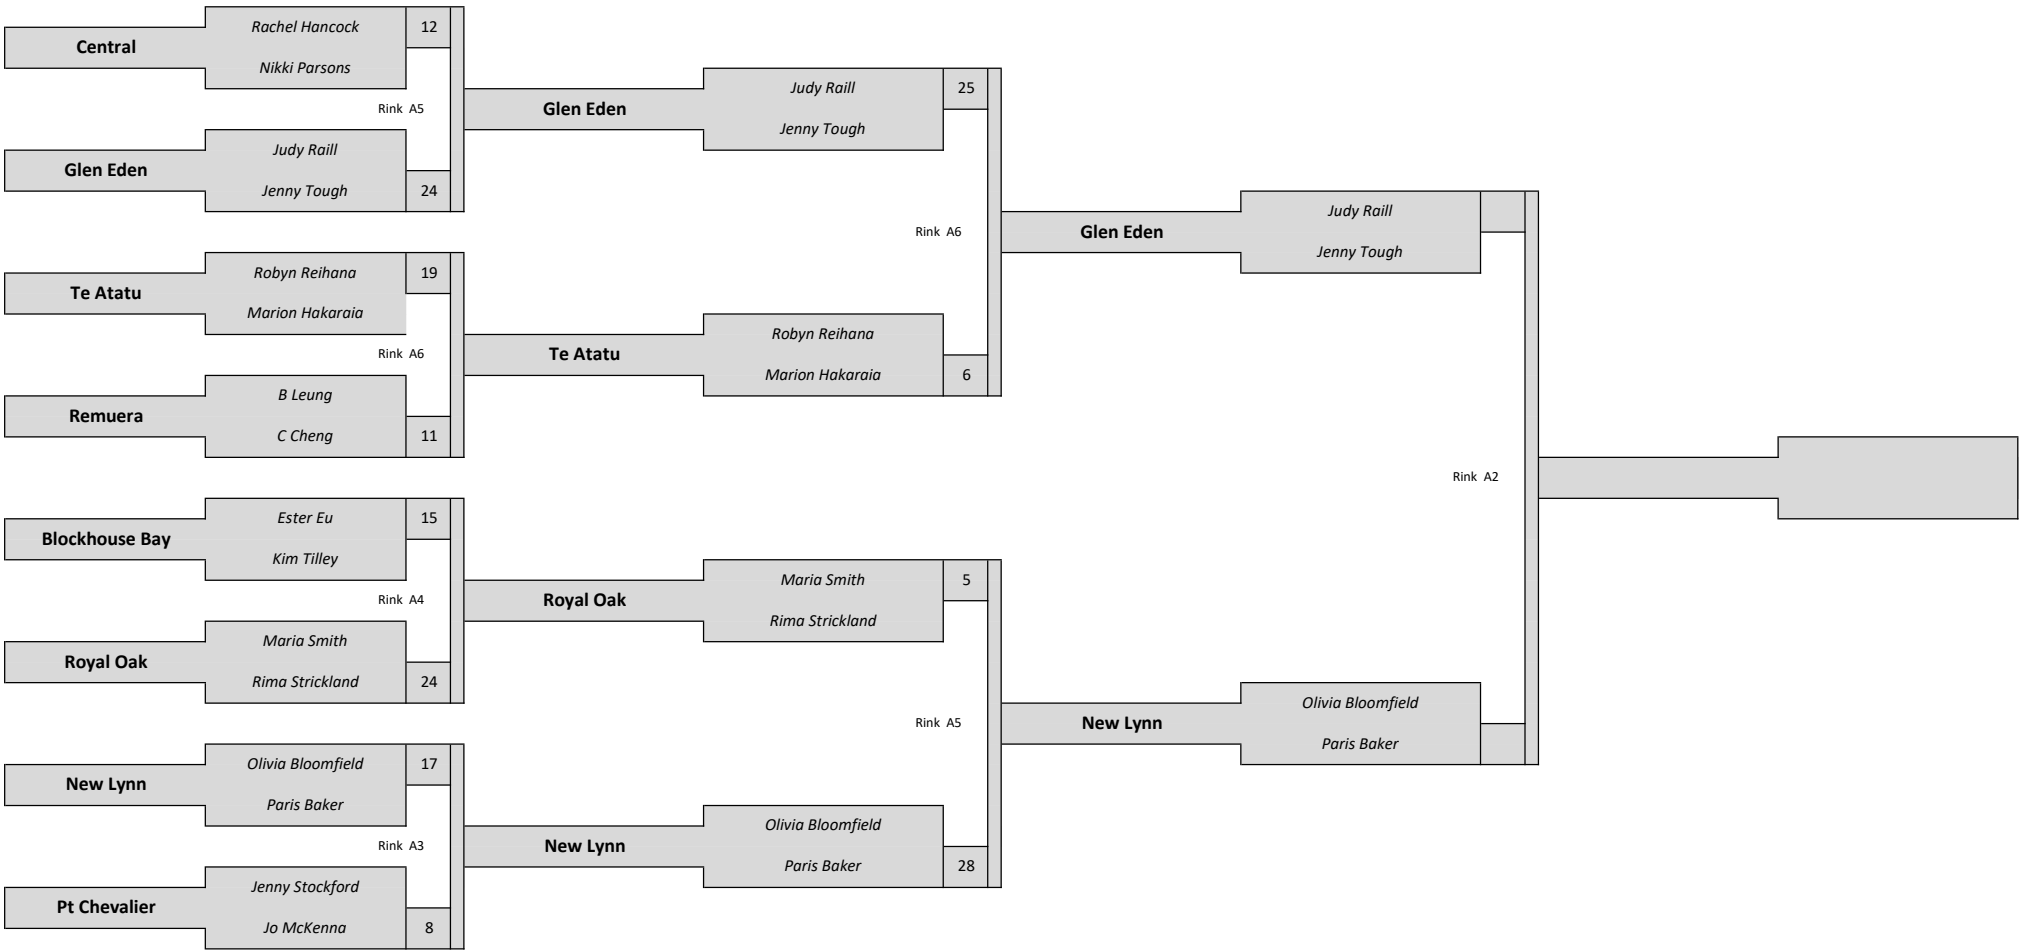 Rachel Hancock 12
Central
Nikki Parsons
Rink A5
Judy Raill
Glen Eden
Jenny Tough 24
Robyn Reihana 19
Te Atatu
Marion Hakaraia
Rink A6
B Leung
Remuera
C Cheng 11
Ester Eu 15
Blockhouse Bay
Kim Tilley
Rink A4
Maria Smith
Royal Oak
Rima Strickland 24
Olivia Bloomfield 17
New Lynn
Paris Baker
Rink A3
Jenny Stockford
Pt Chevalier
Jo McKenna 8
Judy Raill 25
Glen Eden
Jenny Tough
Rink A6
Robyn Reihana
Te Atatu
Marion Hakaraia 6
Maria Smith 5
Royal Oak
Rima Strickland
Rink A5
Olivia Bloomfield
New Lynn
Paris Baker 28
Judy Raill
Glen Eden
Jenny Tough
Rink A2
Olivia Bloomfield
New Lynn
Paris Baker